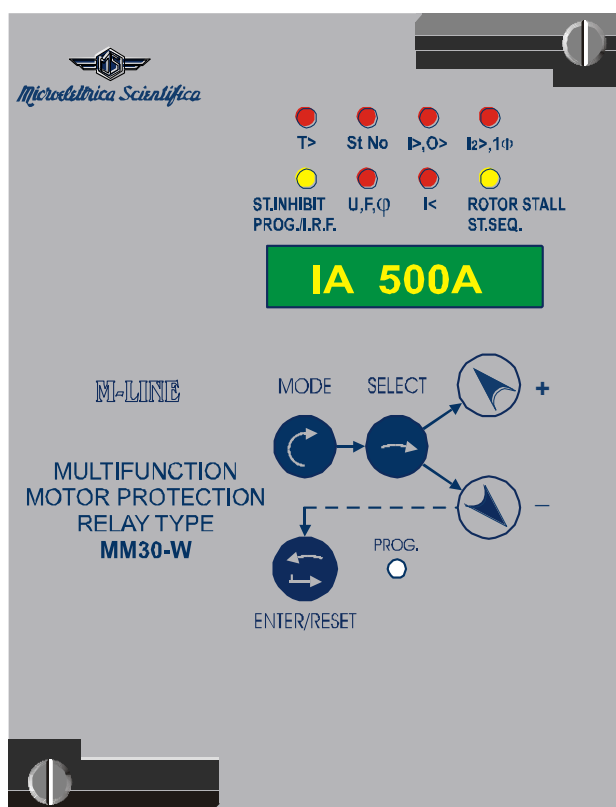 MS
Microelettrica Scientifica
T> St No I>,O> I2>,1Φ
ST.INHIBIT PROG./I.R.F. U,F,φ I< ROTOR STALL ST.SEQ.
IA 500A
M-LINE
MODE SELECT
+
MULTIFUNCTION
MOTOR PROTECTION
RELAY TYPE
MM30-W
–
PROG.
ENTER/RESET